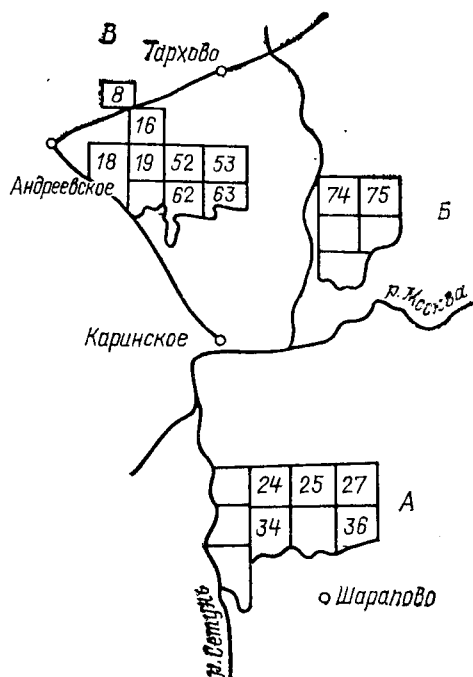 В
Тархово
8
16
18 19 52 53
Андреевское
62 63
74 75
Б
р. Москва
Каринское
24 25 27
А
34 36
Шарапово
р. Сетунь